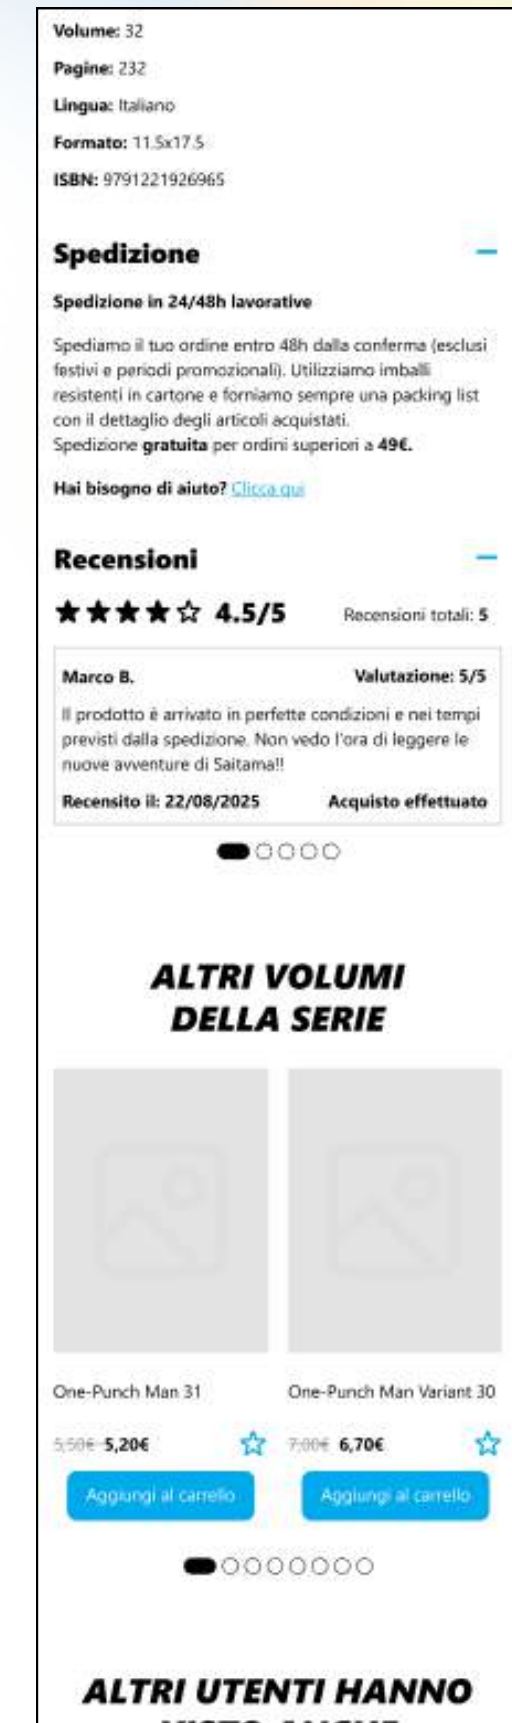 Volume: 32
Pagine: 232
Lingua: Italiano
Formato: 11.5x17.5
ISBN: 9791221926965
Spedizione
Spedizione in 24/48h lavorative
Spediamo il tuo ordine entro 48h dalla conferma (esclusi
festivi e periodi promozionali). Utilizziamo imballi
resistenti in cartone e forniamo sempre una packing list
con il dettaglio degli articoli acquistati.
Spedizione gratuita per ordini superiori a 49€.
Hai bisogno di aiuto? Clicca qui
Recensioni
4.5/5 Recensioni totali: 5
Marco B. Valutazione: 5/5
Il prodotto è arrivato in perfette condizioni e nei tempi
previsti dalla spedizione. Non vedo l'ora di leggere le
nuove avventure di Saitama!!
Recensito il: 22/08/2025 Acquisto effettuato
ALTRI VOLUMI
DELLA SERIE
One-Punch Man 31 One-Punch Man Variant 30
5,50€ 5,20€ 7,00€ 6,70€
Aggiungi al carrello Aggiungi al carrello
ALTRI UTENTI HANNO